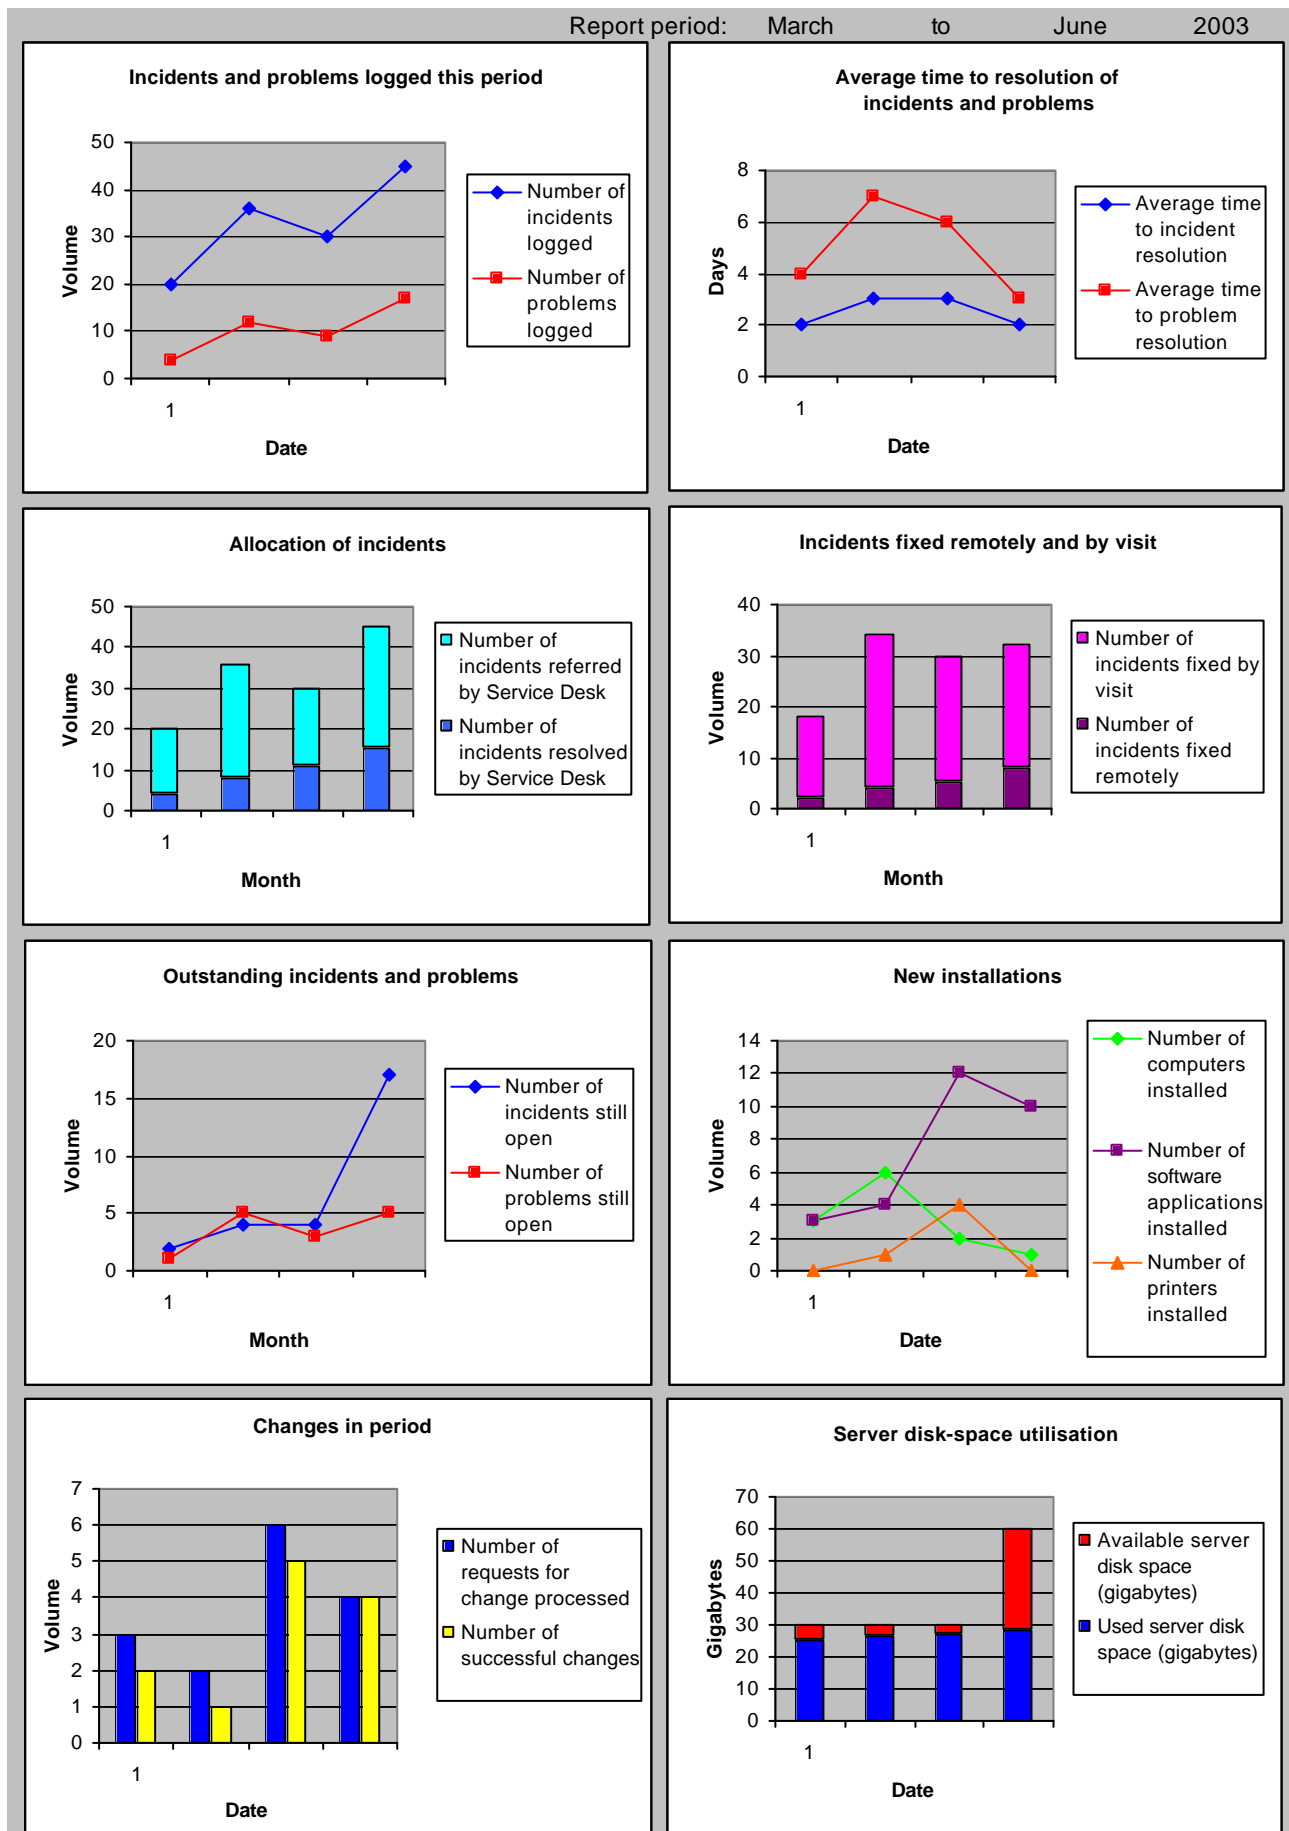 Report period: March to June 2003
Incidents and problems logged this period
50
40
30
20
10
0
Volume
1
Date
Number of
incidents
logged
Number of
problems
logged
Average time to resolution of
incidents and problems
8
6
4
2
0
Days
1
Date
Average time
to incident
resolution
Average time
to problem
resolution
Allocation of incidents
50
40
30
20
10
0
Volume
1
Month
Number of
incidents referred
by Service Desk
Number of
incidents resolved
by Service Desk
Incidents fixed remotely and by visit
40
30
20
10
0
Volume
1
Month
Number of
incidents fixed by
visit
Number of
incidents fixed
remotely
Outstanding incidents and problems
20
15
10
5
0
Volume
1
Month
Number of
incidents still
open
Number of
problems still
open
New installations
14
12
10
8
6
4
2
0
Volume
1
Date
Number of
computers
installed
Number of
software
applications
installed
Number of
printers
installed
Changes in period
7
6
5
4
3
2
1
0
Volume
1
Date
Number of
requests for
change processed
Number of
successful changes
Server disk-space utilisation
70
60
50
40
30
20
10
0
Gigabytes
1
Date
Available server
disk space
(gigabytes)
Used server disk
space (gigabytes)